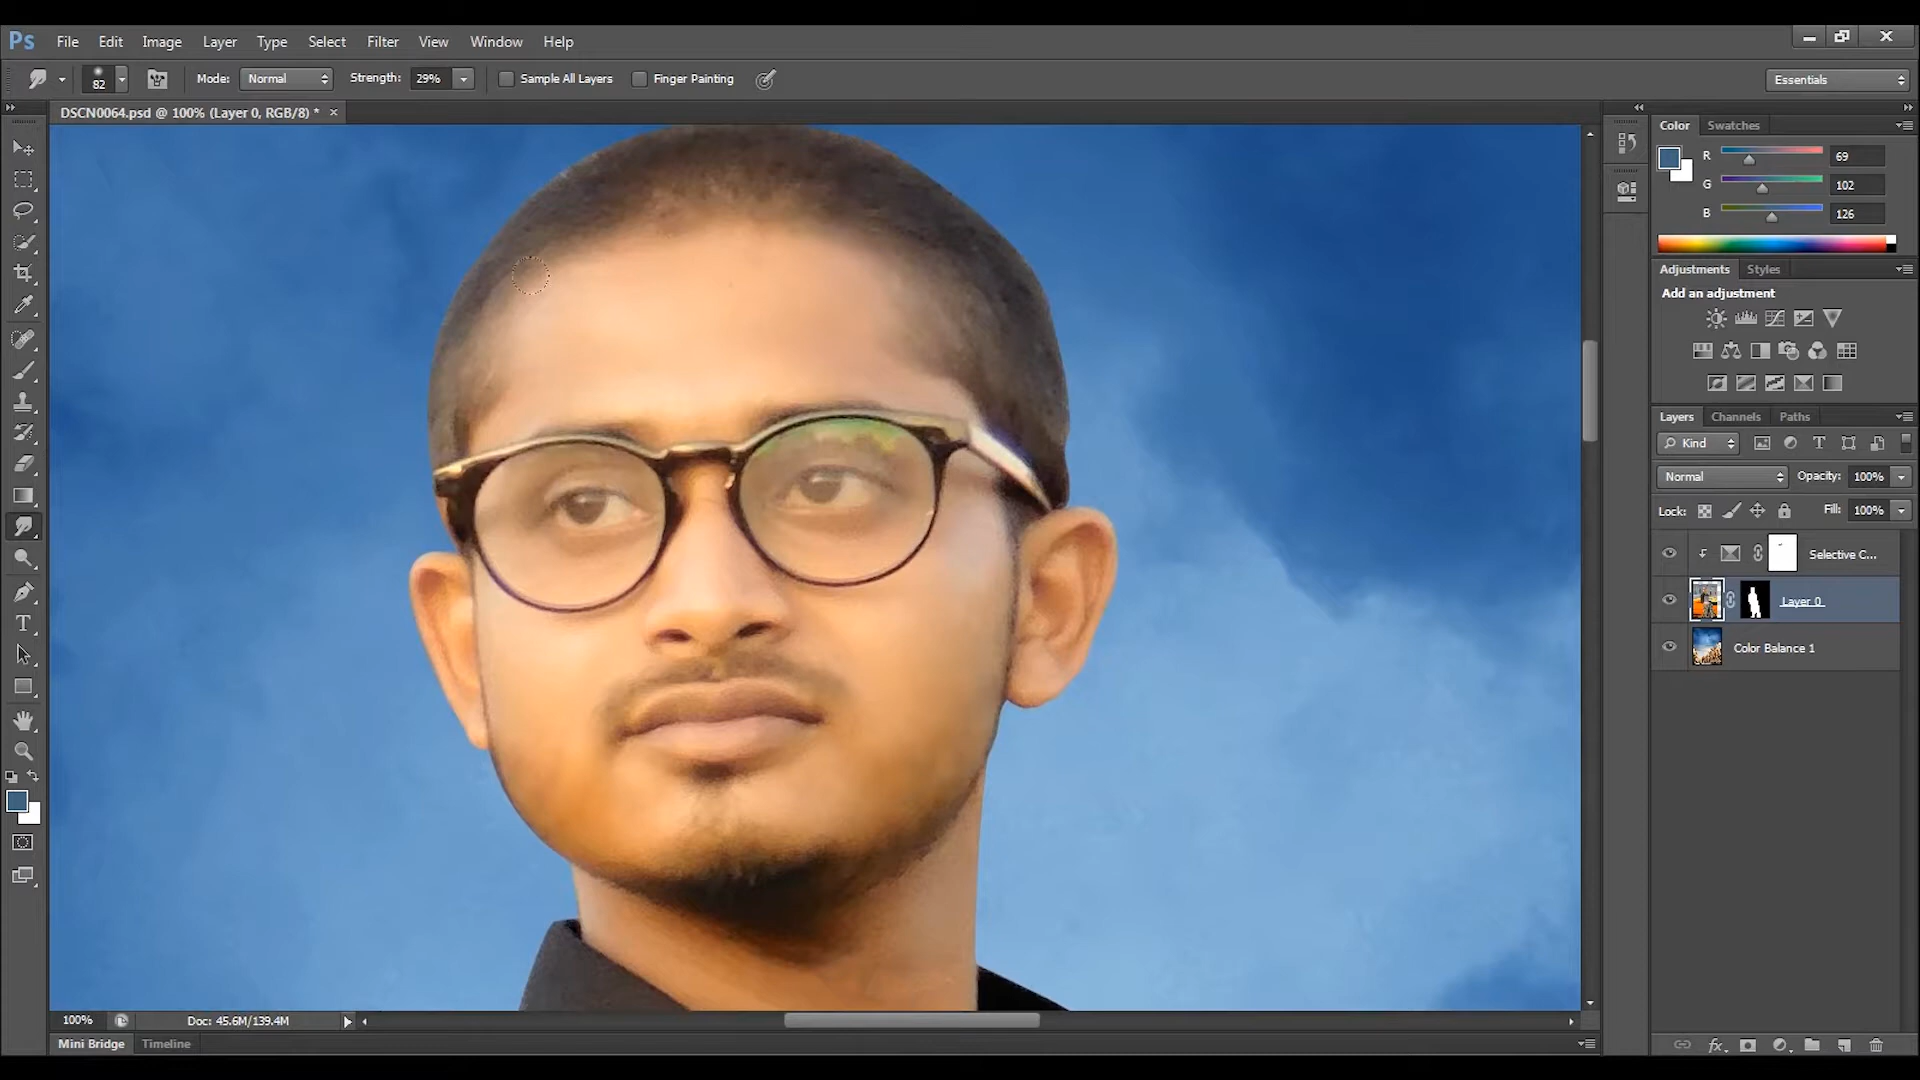 Ps File Edit Image Layer Type Select Filter View Window Help
82 Mode: Normal Strength: 29% Sample All Layers Finger Painting Essentials
DSCN0064.psd @ 100% (Layer 0, RGB/8) * ×
Color Swatches
R 69
G 102
B 126
Adjustments Styles
Add an adjustment
Layers Channels Paths
Kind
Normal Opacity: 100%
Lock: Fill: 100%
Selective C...
Layer 0
Color Balance 1
100% Doc: 45.6M/139.4M
Mini Bridge Timeline
fx